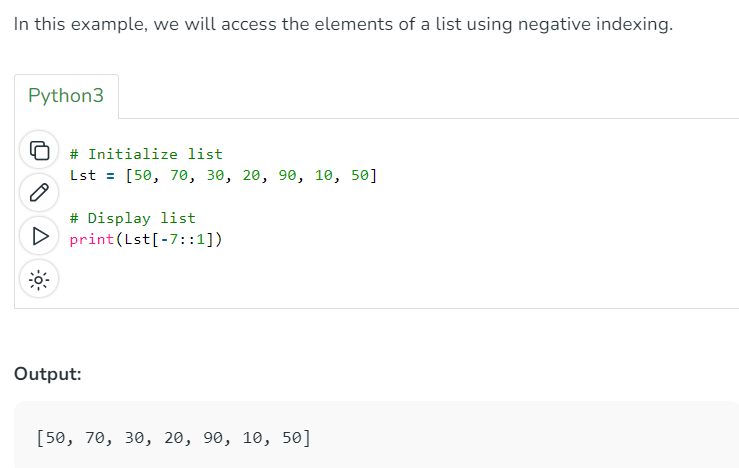 In this example, we will access the elements of a list using negative indexing.
Python3
# Initialize list
Lst = [50, 70, 30, 20, 90, 10, 50]
# Display list
print(Lst[-7::1])
Output:
[50, 70, 30, 20, 90, 10, 50]